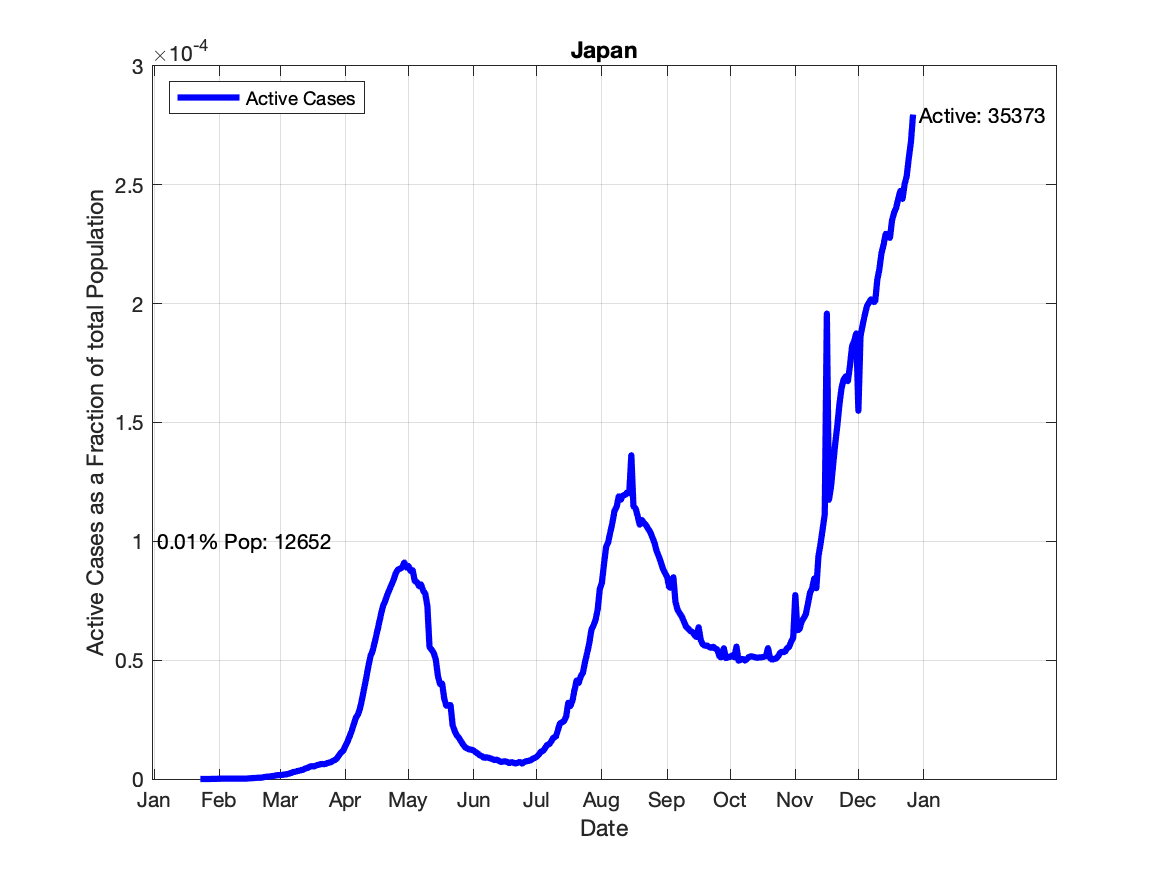 Japan
×10⁻⁴
3
2.5
2
1.5
1
0.5
0
Active Cases
Active: 35373
0.01% Pop: 12652
Active Cases as a Fraction of total Population
Jan Feb Mar Apr May Jun Jul Aug Sep Oct Nov Dec Jan
Date